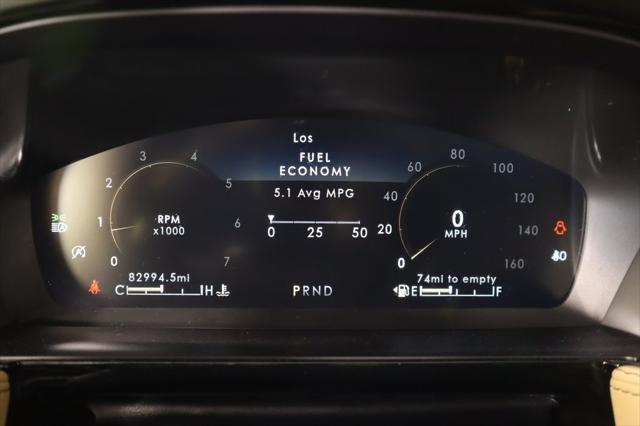 Los
FUEL
ECONOMY
5.1 Avg MPG
0 25 50
0 1 2 3 4 5 6 7
RPM
x1000
0 20 40 60 80 100 120 140 160
0
MPH
A
82994.5mi
C H
PRND
74mi to empty
E F